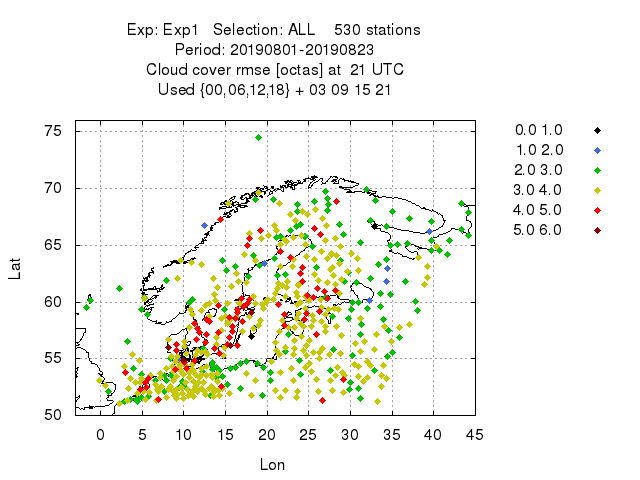 Exp: Exp1 Selection: ALL 530 stations
Period: 20190801-20190823
Cloud cover rmse [octas] at 21 UTC
Used {00,06,12,18} + 03 09 15 21
75
70
65
60
55
50
Lat
0 5 10 15 20 25 30 35 40 45
Lon
0.0 1.0
1.0 2.0
2.0 3.0
3.0 4.0
4.0 5.0
5.0 6.0